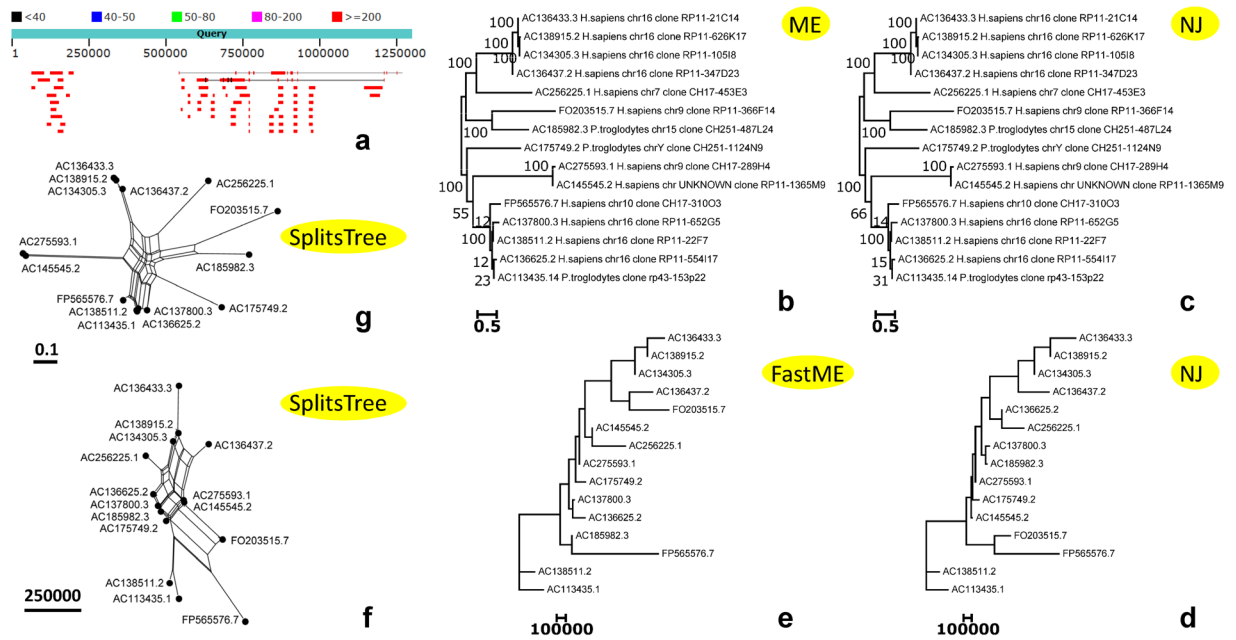 <40 40-50 50-80 80-200 >=200
Query
1 250000 500000 750000 1000000 1250000
a
AC136433.3
AC138915.2
AC134305.3
AC136437.2
AC256225.1
FO203515.7
AC275593.1
AC145545.2
AC185982.3
FP565576.7
AC138511.2
AC113435.1
AC137800.3
AC136625.2
AC175749.2
SplitsTree
g
0.1
ME
AC136433.3 H.sapiens chr16 clone RP11-21C14
AC138915.2 H.sapiens chr16 clone RP11-626K17
AC134305.3 H.sapiens chr16 clone RP11-105I8
AC136437.2 H.sapiens chr16 clone RP11-347D23
AC256225.1 H.sapiens chr7 clone CH17-453E3
FO203515.7 H.sapiens chr9 clone RP11-366F14
AC185982.3 P.troglodytes chr15 clone CH251-487L24
AC175749.2 P.troglodytes chrY clone CH251-1124N9
AC275593.1 H.sapiens chr9 clone CH17-289H4
AC145545.2 H.sapiens chr UNKNOWN clone RP11-1365M9
FP565576.7 H.sapiens chr10 clone CH17-310O3
AC137800.3 H.sapiens chr16 clone RP11-652G5
AC138511.2 H.sapiens chr16 clone RP11-22F7
AC136625.2 H.sapiens chr16 clone RP11-554I17
AC113435.14 P.troglodytes clone rp43-153p22
100
100
100
100
100
100
100
55
12
100
12
23
0.5
b
NJ
AC136433.3 H.sapiens chr16 clone RP11-21C14
AC138915.2 H.sapiens chr16 clone RP11-626K17
AC134305.3 H.sapiens chr16 clone RP11-105I8
AC136437.2 H.sapiens chr16 clone RP11-347D23
AC256225.1 H.sapiens chr7 clone CH17-453E3
FO203515.7 H.sapiens chr9 clone RP11-366F14
AC185982.3 P.troglodytes chr15 clone CH251-487L24
AC175749.2 P.troglodytes chrY clone CH251-1124N9
AC275593.1 H.sapiens chr9 clone CH17-289H4
AC145545.2 H.sapiens chr UNKNOWN clone RP11-1365M9
FP565576.7 H.sapiens chr10 clone CH17-310O3
AC137800.3 H.sapiens chr16 clone RP11-652G5
AC138511.2 H.sapiens chr16 clone RP11-22F7
AC136625.2 H.sapiens chr16 clone RP11-554I17
AC113435.14 P.troglodytes clone rp43-153p22
100
100
100
100
100
100
100
66
14
100
15
31
0.5
c
SplitsTree
AC136433.3
AC138915.2
AC134305.3
AC136437.2
AC256225.1
AC136625.2
AC137800.3
AC185982.3
AC175749.2
AC275593.1
AC145545.2
FO203515.7
AC138511.2
AC113435.1
FP565576.7
250000
f
FastME
AC136433.3
AC138915.2
AC134305.3
AC136437.2
FO203515.7
AC145545.2
AC256225.1
AC275593.1
AC175749.2
AC137800.3
AC136625.2
AC185982.3
FP565576.7
AC138511.2
AC113435.1
100000
e
NJ
AC136433.3
AC138915.2
AC134305.3
AC136437.2
AC136625.2
AC256225.1
AC137800.3
AC185982.3
AC275593.1
AC175749.2
AC145545.2
FO203515.7
FP565576.7
AC138511.2
AC113435.1
100000
d